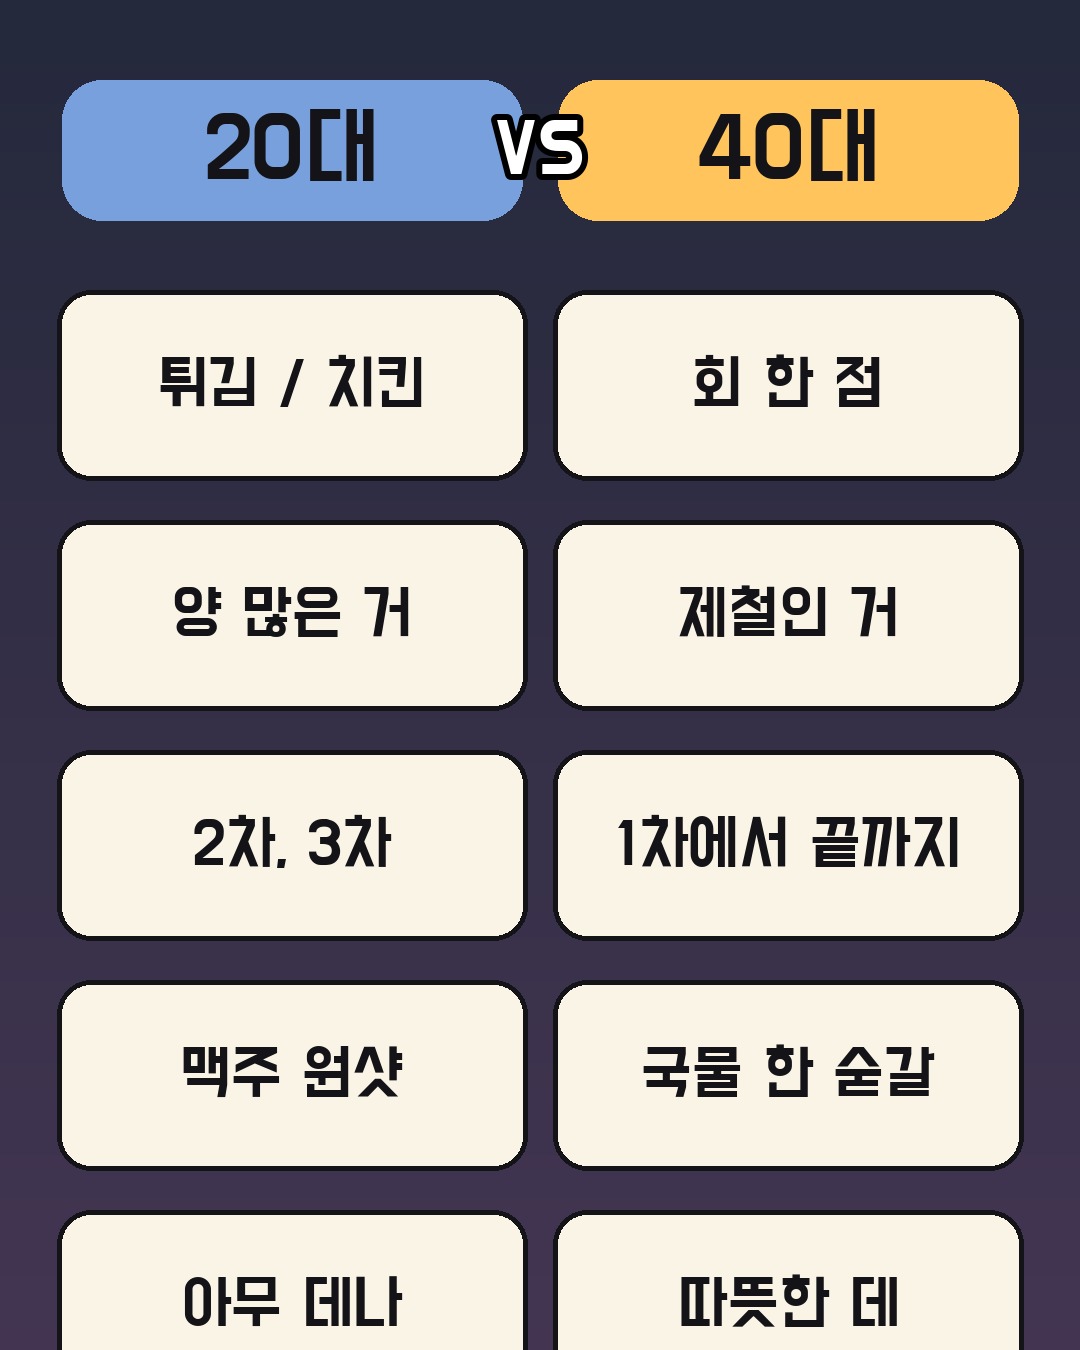 20대 VS 40대
튀김 / 치킨
회 한 점
양 많은 거
제철인 거
2차, 3차
1차에서 끝까지
맥주 원샷
국물 한 숟갈
아무 데나
따뜻한 데